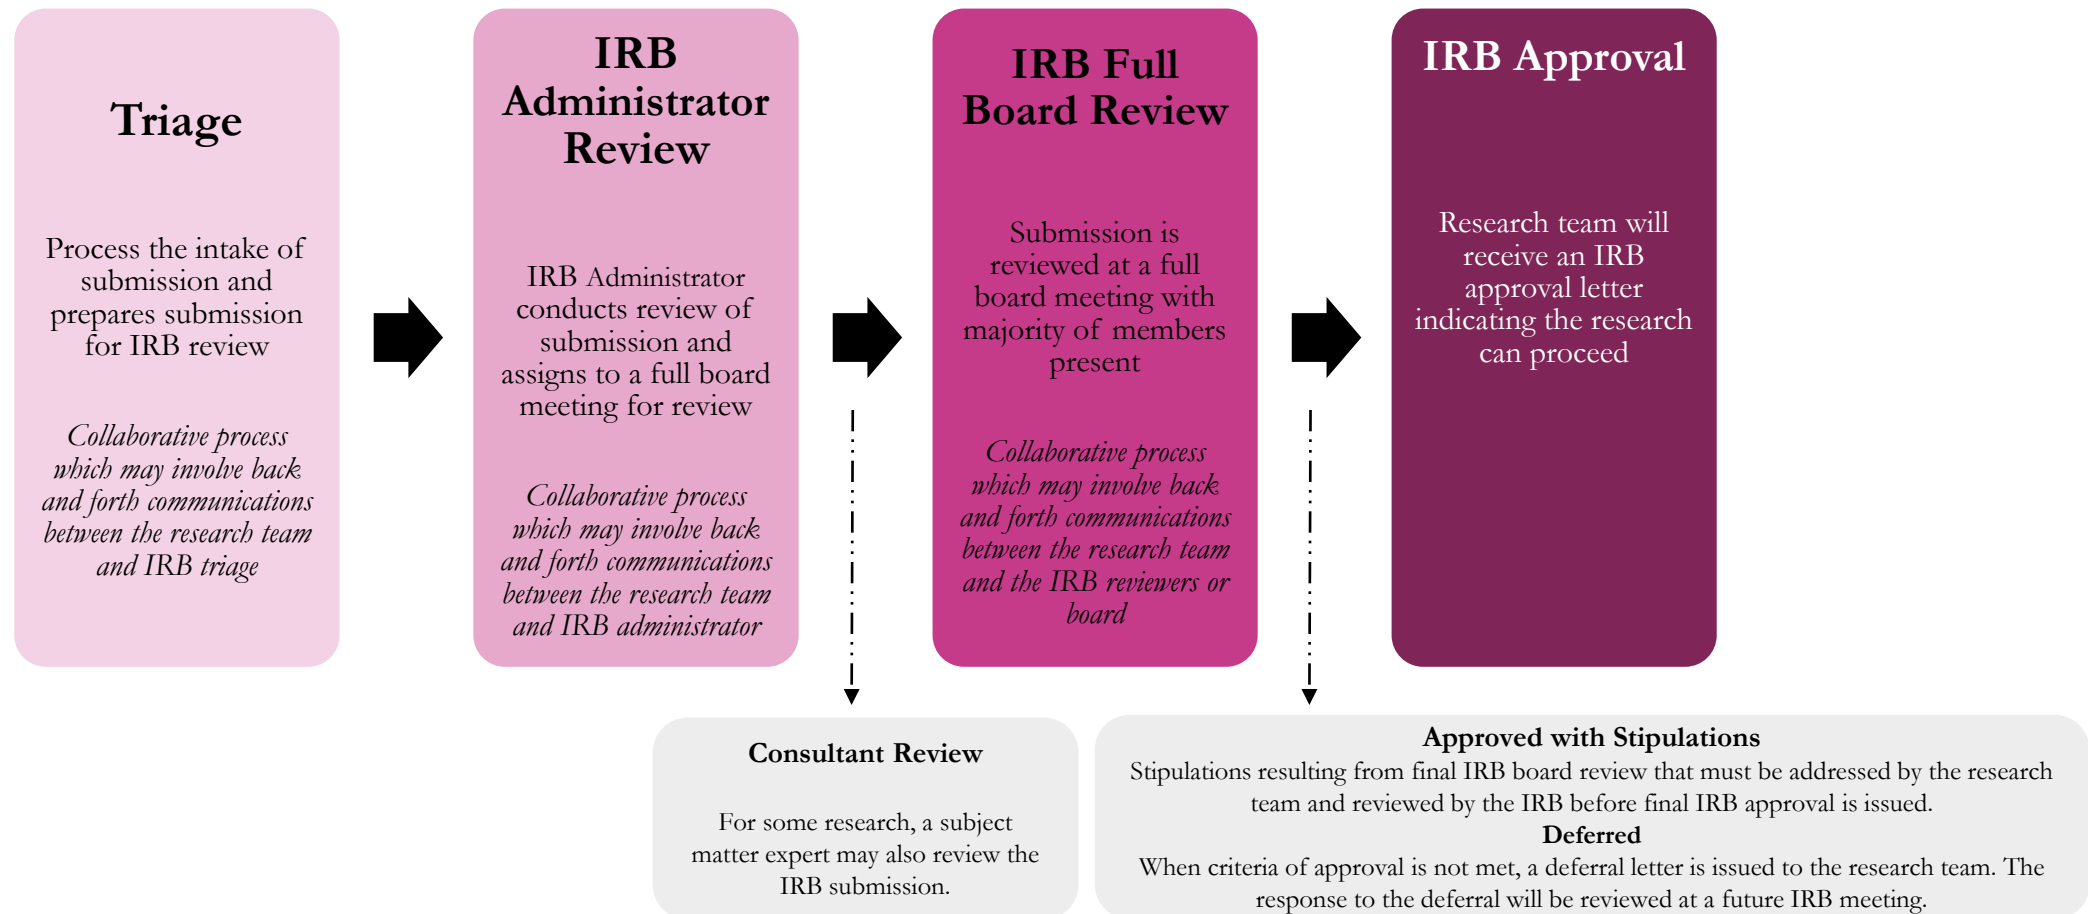 Triage
Process the intake of
submission and
prepares submission
for IRB review
Collaborative process
which may involve back
and forth communications
between the research team
and IRB triage
IRB
Administrator
Review
IRB Administrator
conducts review of
submission and
assigns to a full board
meeting for review
Collaborative process
which may involve back
and forth communications
between the research team
and IRB administrator
IRB Full
Board Review
Submission is
reviewed at a full
board meeting with
majority of members
present
Collaborative process
which may involve back
and forth communications
between the research team
and the IRB reviewers or
board
IRB Approval
Research team will
receive an IRB
approval letter
indicating the research
can proceed
Consultant Review
For some research, a subject
matter expert may also review the
IRB submission.
Approved with Stipulations
Stipulations resulting from final IRB board review that must be addressed by the research
team and reviewed by the IRB before final IRB approval is issued.
Deferred
When criteria of approval is not met, a deferral letter is issued to the research team. The
response to the deferral will be reviewed at a future IRB meeting.